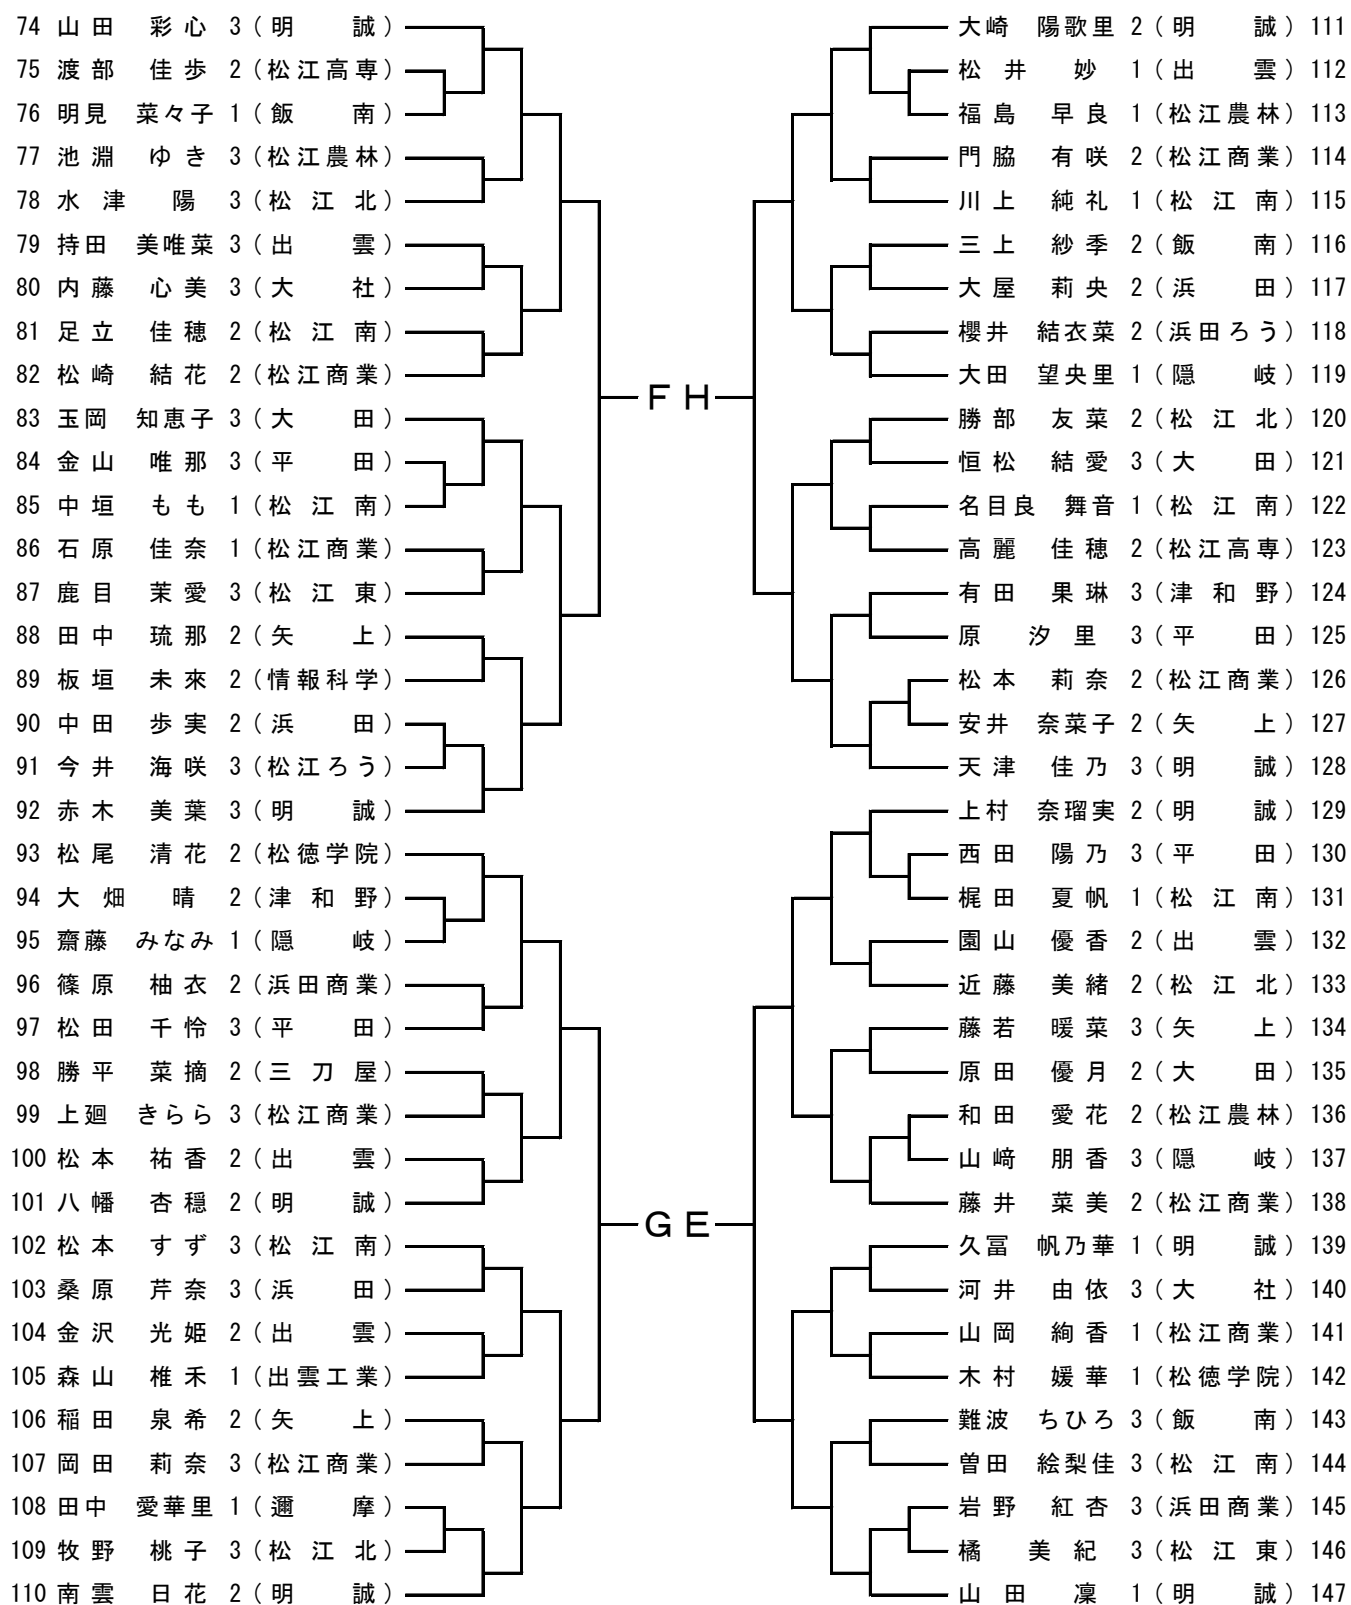 74 山田 彩心 3 (明 誠)
75 渡部 佳歩 2 (松江高専)
76 明見 菜々子 1 (飯 南)
77 池淵 ゆき 3 (松江農林)
78 水津 陽 3 (松江北)
79 持田 美唯菜 3 (出 雲)
80 内藤 心美 3 (大 社)
81 足立 佳穂 2 (松江南)
82 松崎 結花 2 (松江商業)
83 玉岡 知恵子 3 (大 田)
84 金山 唯那 3 (平 田)
85 中垣 もも 1 (松江南)
86 石原 佳奈 1 (松江商業)
87 鹿目 茉愛 3 (松江東)
88 田中 琉那 2 (矢 上)
89 板垣 未來 2 (情報科学)
90 中田 歩実 2 (浜 田)
91 今井 海咲 3 (松江ろう)
92 赤木 美葉 3 (明 誠)
93 松尾 清花 2 (松徳学院)
94 大畑 晴 2 (津和野)
95 齋藤 みなみ 1 (隠 岐)
96 篠原 柚衣 2 (浜田商業)
97 松田 千怜 3 (平 田)
98 勝平 菜摘 2 (三刀屋)
99 上廻 きらら 3 (松江商業)
100 松本 祐香 2 (出 雲)
101 八幡 杏穏 2 (明 誠)
102 松本 すず 3 (松江南)
103 桑原 芹奈 3 (浜 田)
104 金沢 光姫 2 (出 雲)
105 森山 椎禾 1 (出雲工業)
106 稲田 泉希 2 (矢 上)
107 岡田 莉奈 3 (松江商業)
108 田中 愛華里 1 (邇 摩)
109 牧野 桃子 3 (松江北)
110 南雲 日花 2 (明 誠)
F H
G E
大崎 陽歌里 2 (明 誠) 111
松井 妙 1 (出 雲) 112
福島 早良 1 (松江農林) 113
門脇 有咲 2 (松江商業) 114
川上 純礼 1 (松江南) 115
三上 紗季 2 (飯 南) 116
大屋 莉央 2 (浜 田) 117
櫻井 結衣菜 2 (浜田ろう) 118
大田 望央里 1 (隠 岐) 119
勝部 友菜 2 (松江北) 120
恒松 結愛 3 (大 田) 121
名目良 舞音 1 (松江南) 122
高麗 佳穂 2 (松江高専) 123
有田 果琳 3 (津和野) 124
原 汐里 3 (平 田) 125
松本 莉奈 2 (松江商業) 126
安井 奈菜子 2 (矢 上) 127
天津 佳乃 3 (明 誠) 128
上村 奈瑠実 2 (明 誠) 129
西田 陽乃 3 (平 田) 130
梶田 夏帆 1 (松江南) 131
園山 優香 2 (出 雲) 132
近藤 美緒 2 (松江北) 133
藤若 暖菜 3 (矢 上) 134
原田 優月 2 (大 田) 135
和田 愛花 2 (松江農林) 136
山﨑 朋香 3 (隠 岐) 137
藤井 菜美 2 (松江商業) 138
久冨 帆乃華 1 (明 誠) 139
河井 由依 3 (大 社) 140
山岡 絢香 1 (松江商業) 141
木村 媛華 1 (松徳学院) 142
難波 ちひろ 3 (飯 南) 143
曽田 絵梨佳 3 (松江南) 144
岩野 紅杏 3 (浜田商業) 145
橘 美紀 3 (松江東) 146
山田 凜 1 (明 誠) 147